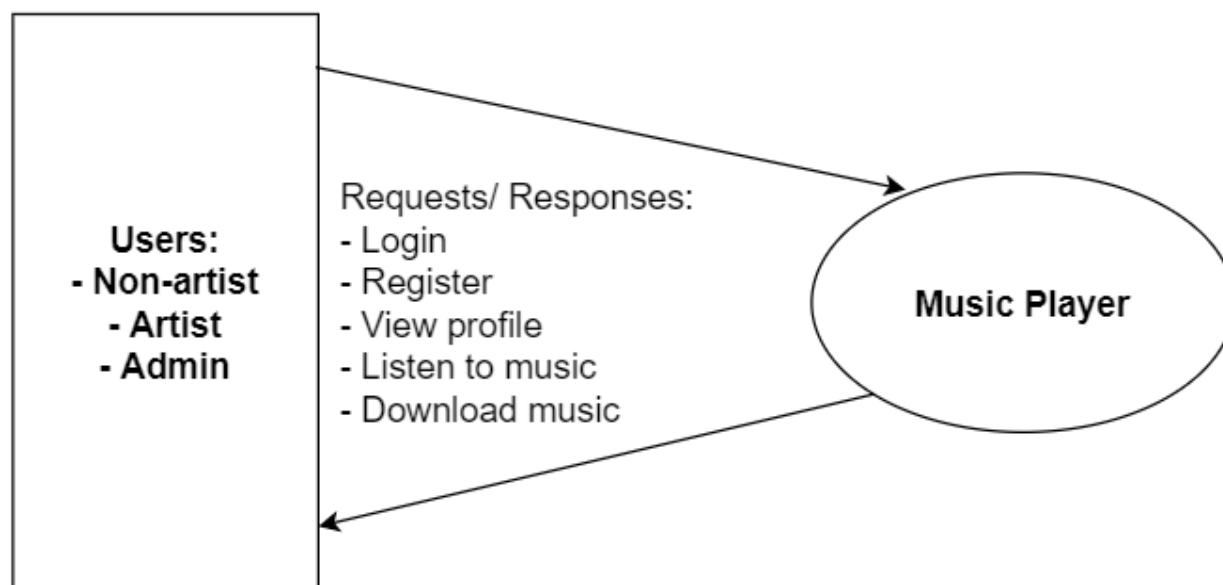 Users:
- Non-artist
- Artist
- Admin
Requests/ Responses:
- Login
- Register
- View profile
- Listen to music
- Download music
Music Player